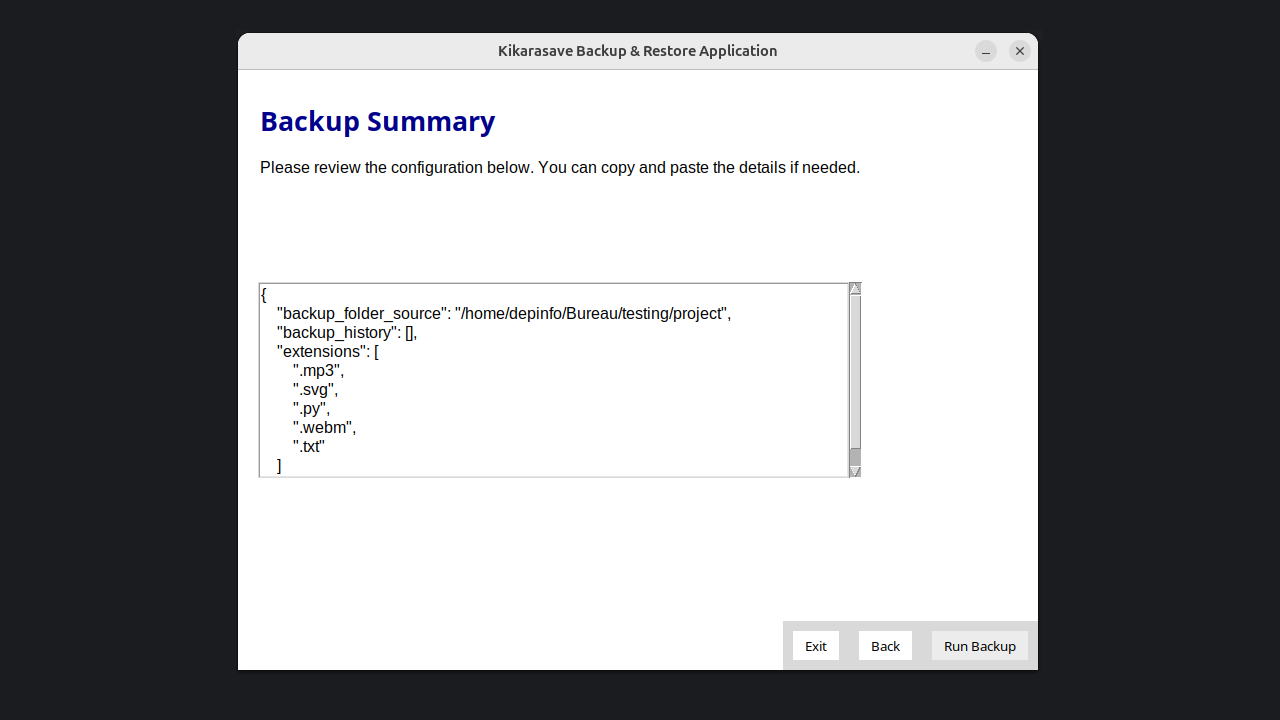 Kikarasave Backup & Restore Application
Backup Summary
Please review the configuration below. You can copy and paste the details if needed.
{
    "backup_folder_source": "/home/depinfo/Bureau/testing/project",
    "backup_history": [],
    "extensions": [
        ".mp3",
        ".svg",
        ".py",
        ".webm",
        ".txt"
    ]
Exit Back Run Backup